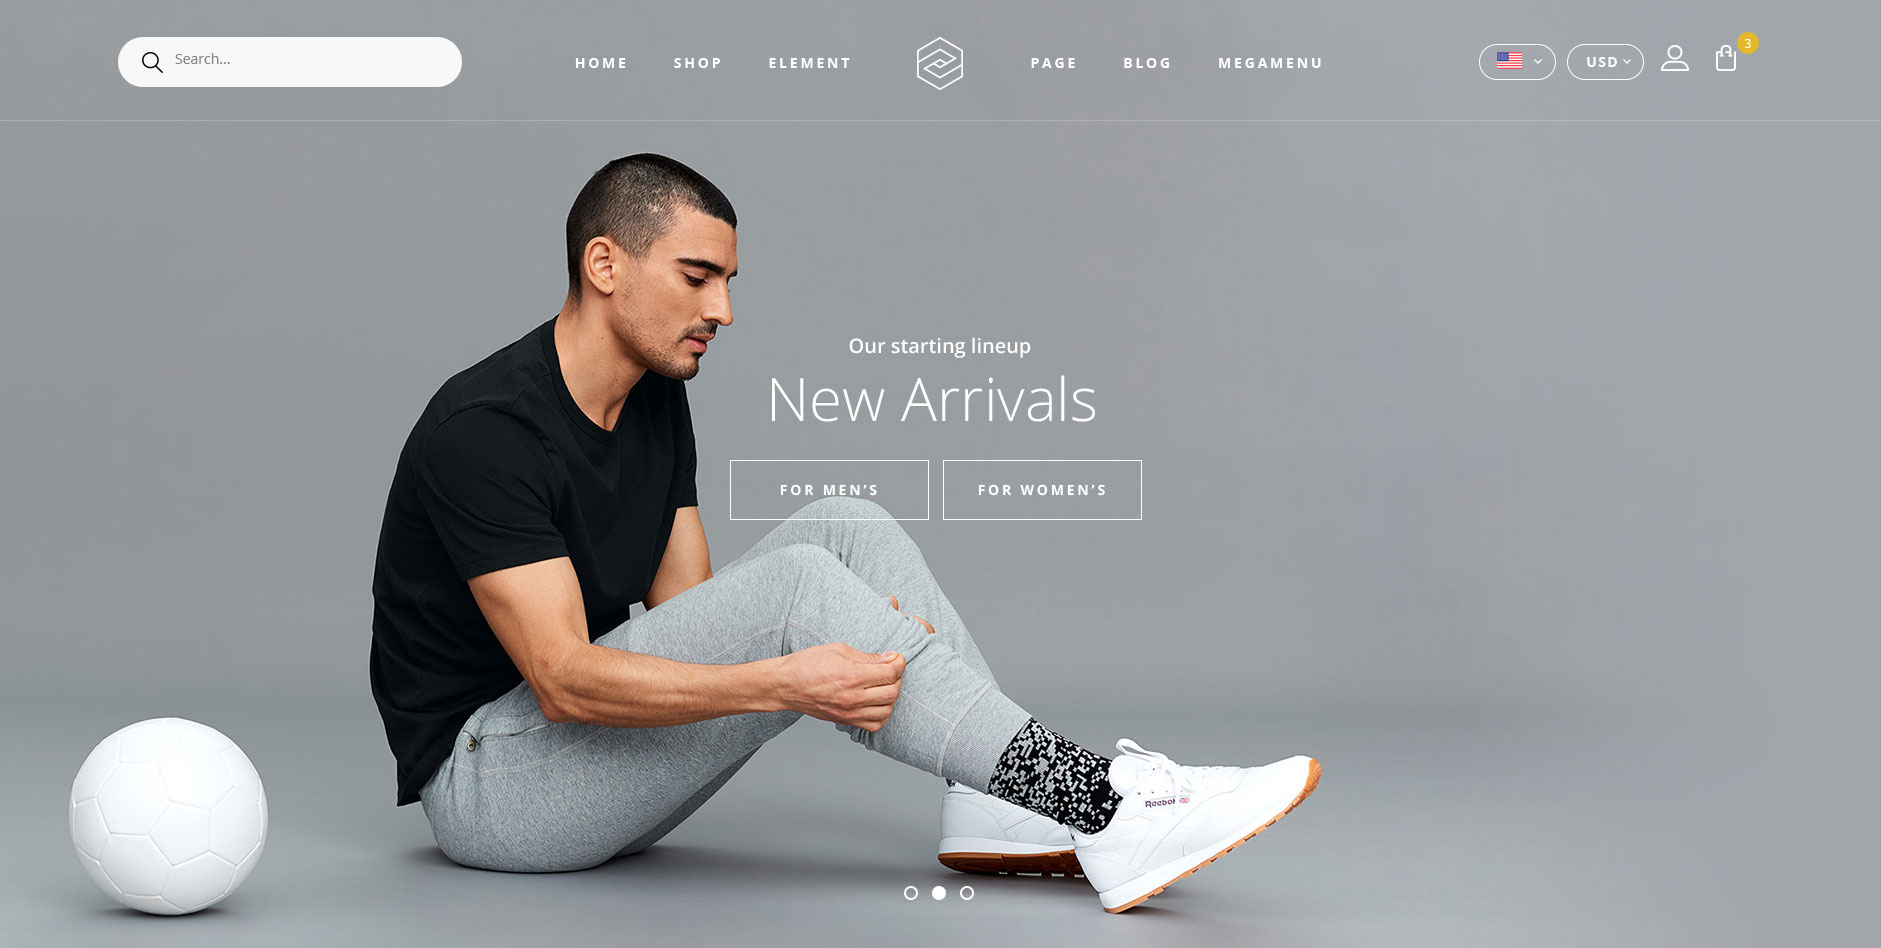 Search...
HOME SHOP ELEMENT PAGE BLOG MEGAMENU
USD
3
Our starting lineup
New Arrivals
FOR MEN'S FOR WOMEN'S
Reebok